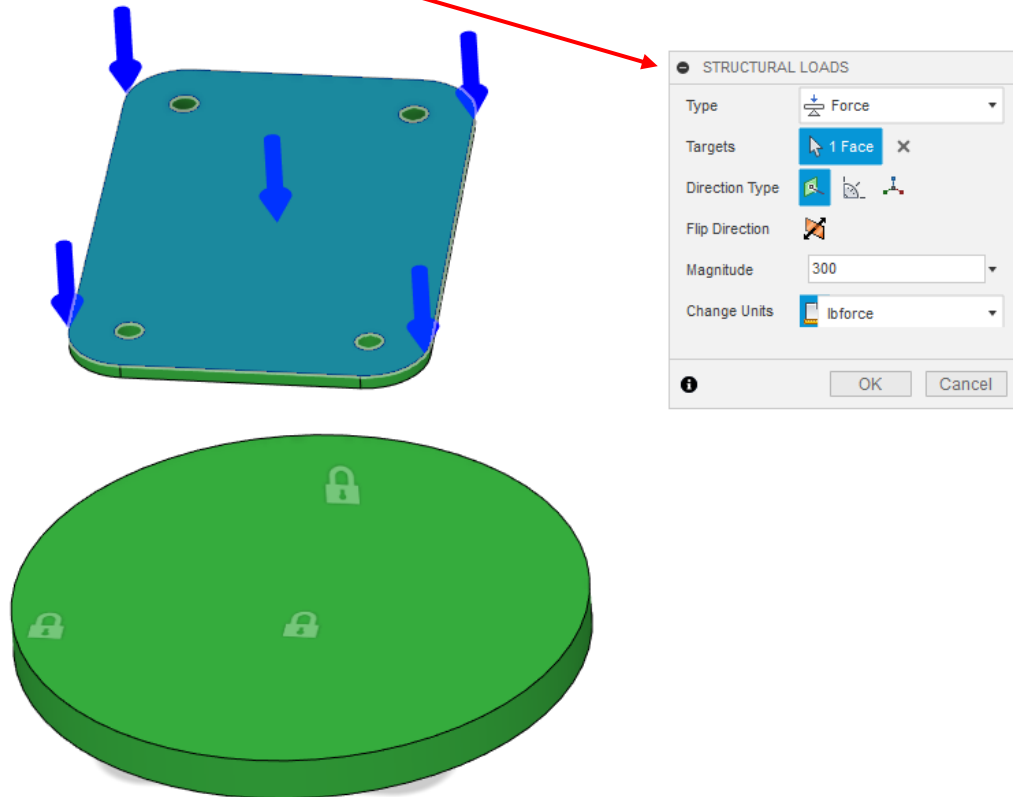 STRUCTURAL LOADS
Type Force
Targets 1 Face
Direction Type
Flip Direction
Magnitude 300
Change Units lbforce
OK Cancel